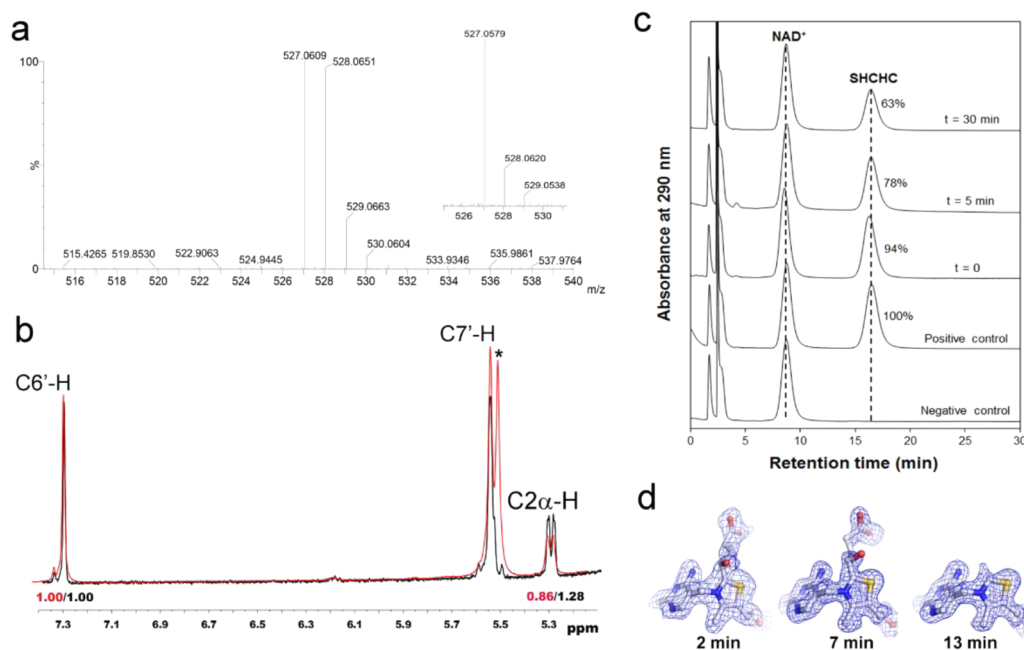 a
100
%
0
527.0609
528.0651
529.0663
530.0604
515.4265
519.8530
522.9063
524.9445
533.9346
535.9861
537.9764
516 518 520 522 524 526 528 530 532 534 536 538 540
m/z
527.0579
528.0620
529.0538
526 528 530
b
C6'-H
C7'-H
*
C2α-H
1.00/1.00
0.86/1.28
7.3 7.1 6.9 6.7 6.5 6.3 6.1 5.9 5.7 5.5 5.3 ppm
c
Absorbance at 290 nm
NAD⁺
SHCHC
63%
t = 30 min
78%
t = 5 min
94%
t = 0
100%
Positive control
Negative control
0 5 10 15 20 25 30
Retention time (min)
d
2 min 7 min 13 min